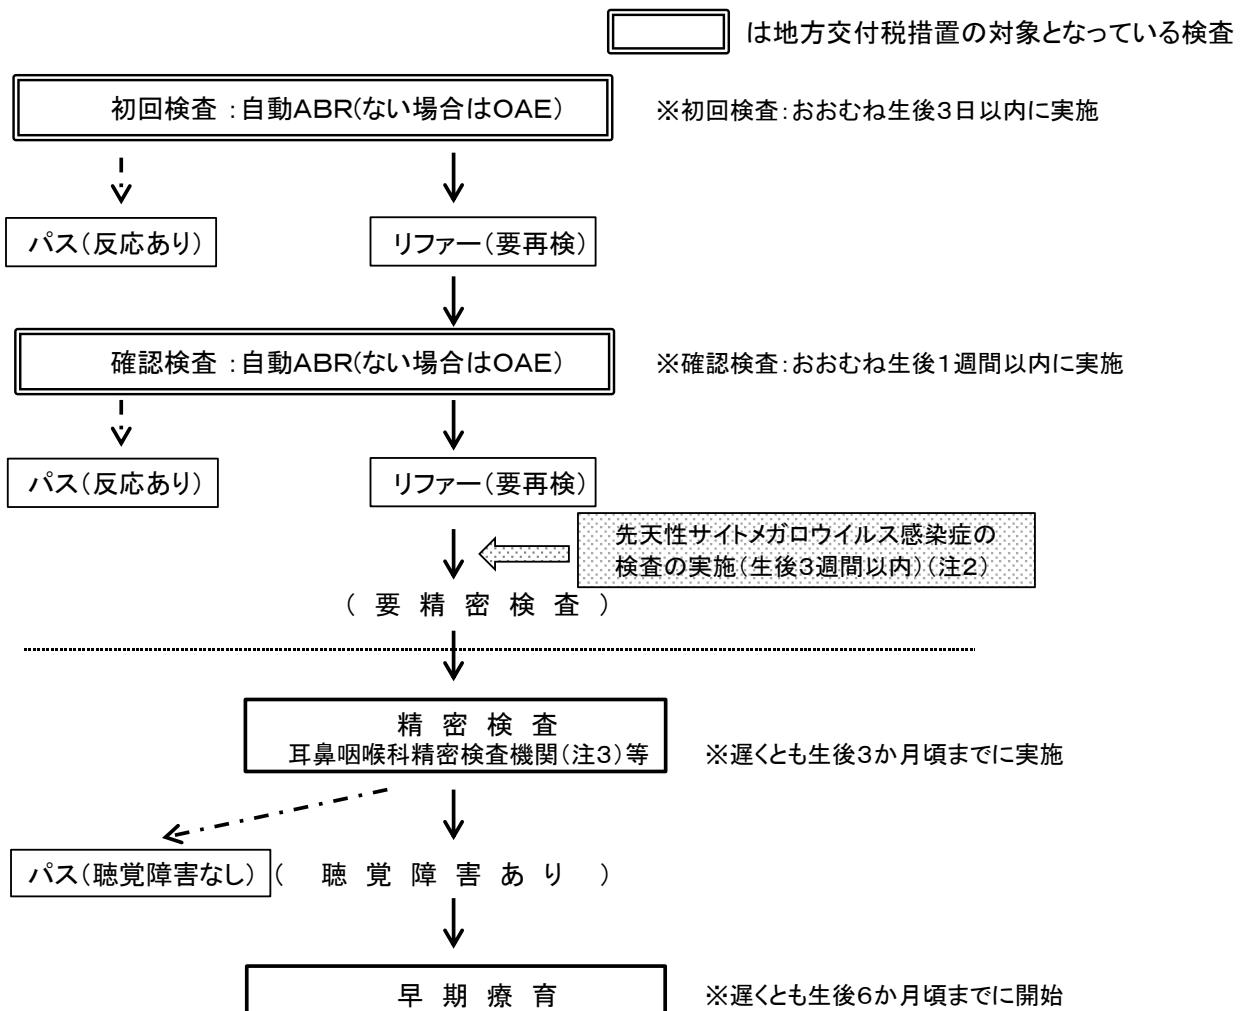 は地方交付税措置の対象となっている検査
初回検査：自動ABR(ない場合はOAE)
※初回検査：おおむね生後3日以内に実施
パス（反応あり）
リファー（要再検）
確認検査：自動ABR(ない場合はOAE)
※確認検査：おおむね生後1週間以内に実施
パス（反応あり）
リファー（要再検）
先天性サイトメガロウイルス感染症の
検査の実施（生後3週間以内）（注2）
（要精密検査）
精密検査
耳鼻咽喉科精密検査機関（注3）等
※遅くとも生後3か月頃までに実施
パス（聴覚障害なし）
（聴覚障害あり）
早期療育
※遅くとも生後6か月頃までに開始